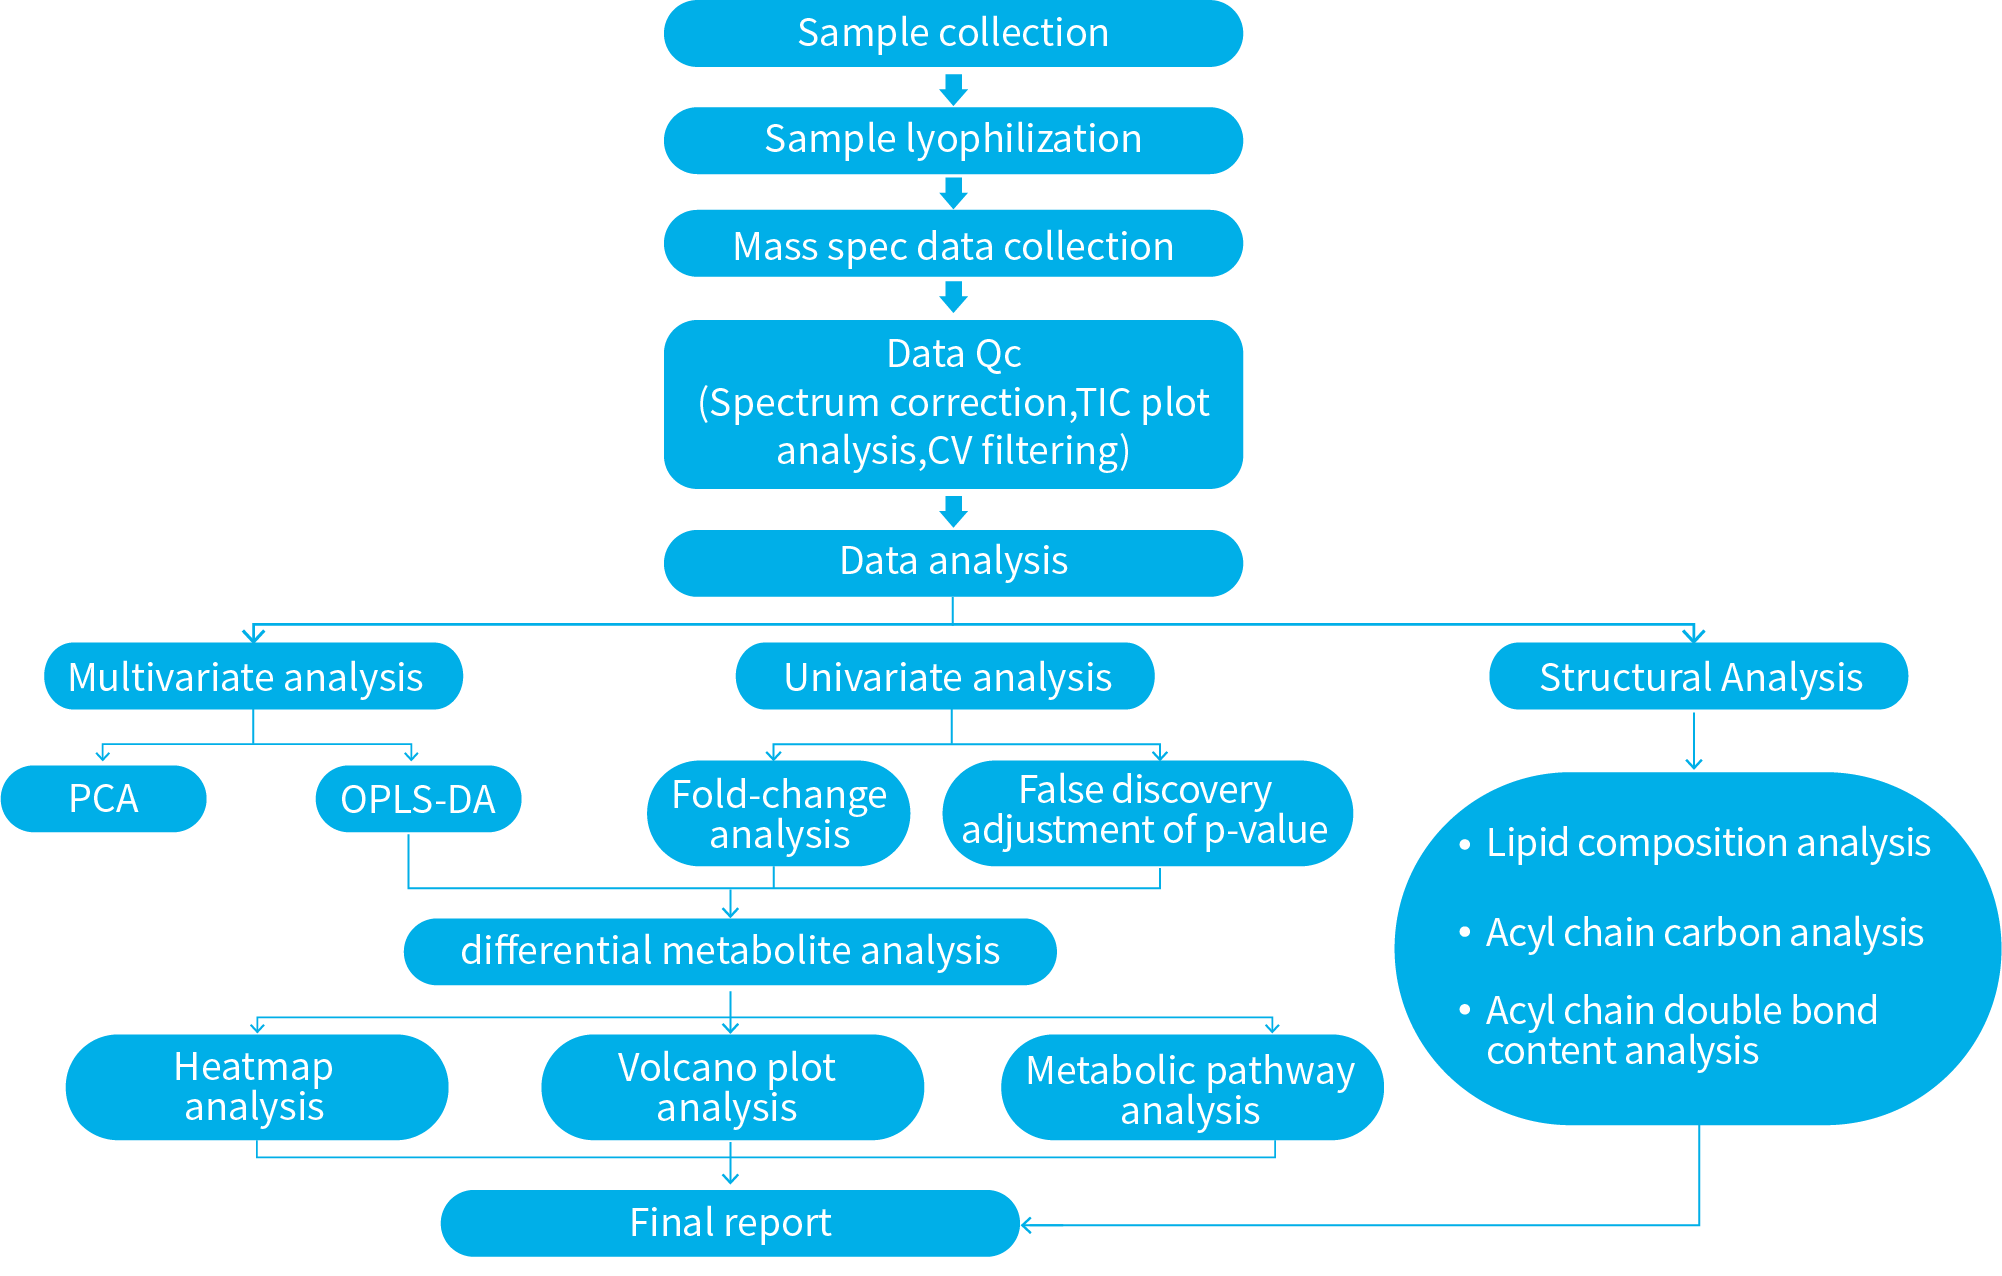 Sample collection
Sample lyophilization
Mass spec data collection
Data Qc
(Spectrum correction,TIC plot
analysis,CV filtering)
Data analysis
Multivariate analysis
Univariate analysis
Structural Analysis
PCA
OPLS-DA
Fold-change
analysis
False discovery
adjustment of p-value
• Lipid composition analysis
• Acyl chain carbon analysis
• Acyl chain double bond
content analysis
differential metabolite analysis
Heatmap
analysis
Volcano plot
analysis
Metabolic pathway
analysis
Final report